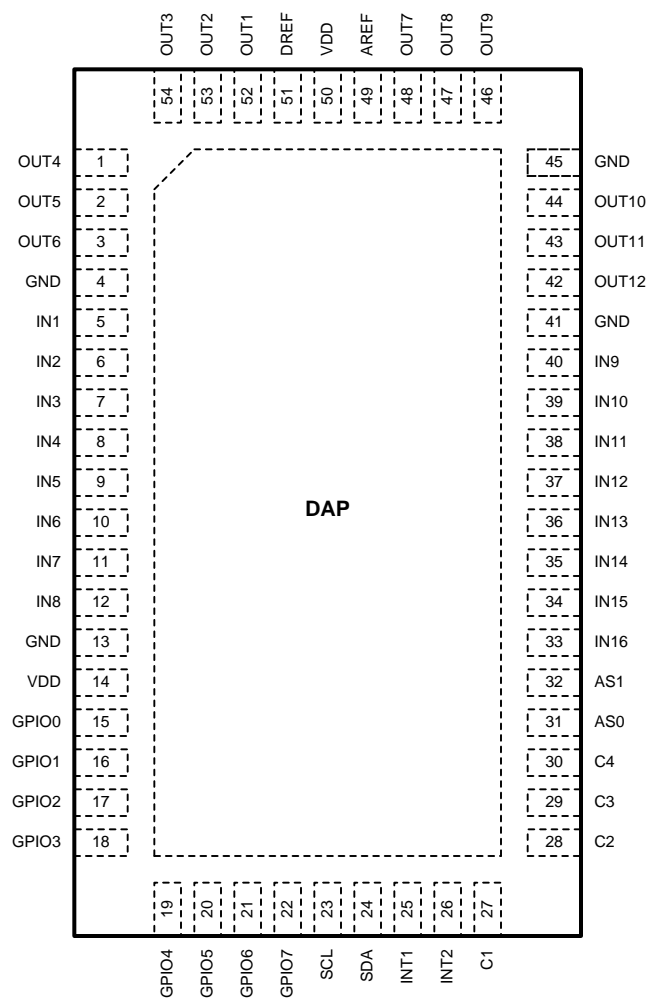 OUT3 OUT2 OUT1 DREF VDD AREF OUT7 OUT8 OUT9
54 53 52 51 50 49 48 47 46
OUT4 1 45 GND
OUT5 2 44 OUT10
OUT6 3 43 OUT11
GND 4 42 OUT12
IN1 5 41 GND
IN2 6 40 IN9
IN3 7 39 IN10
IN4 8 38 IN11
IN5 9 37 IN12
DAP
IN6 10 36 IN13
IN7 11 35 IN14
IN8 12 34 IN15
GND 13 33 IN16
VDD 14 32 AS1
GPIO0 15 31 AS0
GPIO1 16 30 C4
GPIO2 17 29 C3
GPIO3 18 28 C2
19 20 21 22 23 24 25 26 27
GPIO4 GPIO5 GPIO6 GPIO7 SCL SDA INT1 INT2 C1